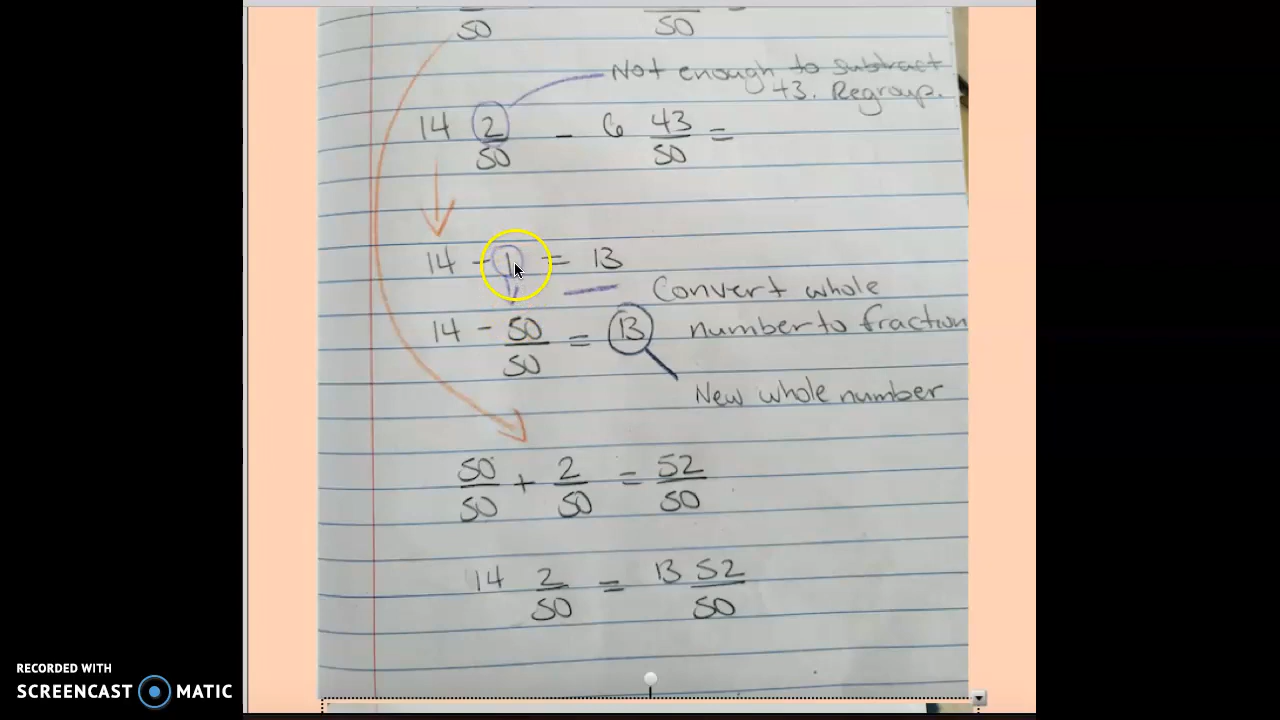 50 50 =
Not enough to subtract
43. Regroup.
14 2/50 - 6 43/50 =
14 - 1 = 13
Convert whole
14 - 50/50 = 13 number to fraction
New whole number
50/50 + 2/50 = 52/50
14 2/50 = 13 52/50
RECORDED WITH
SCREENCAST MATIC